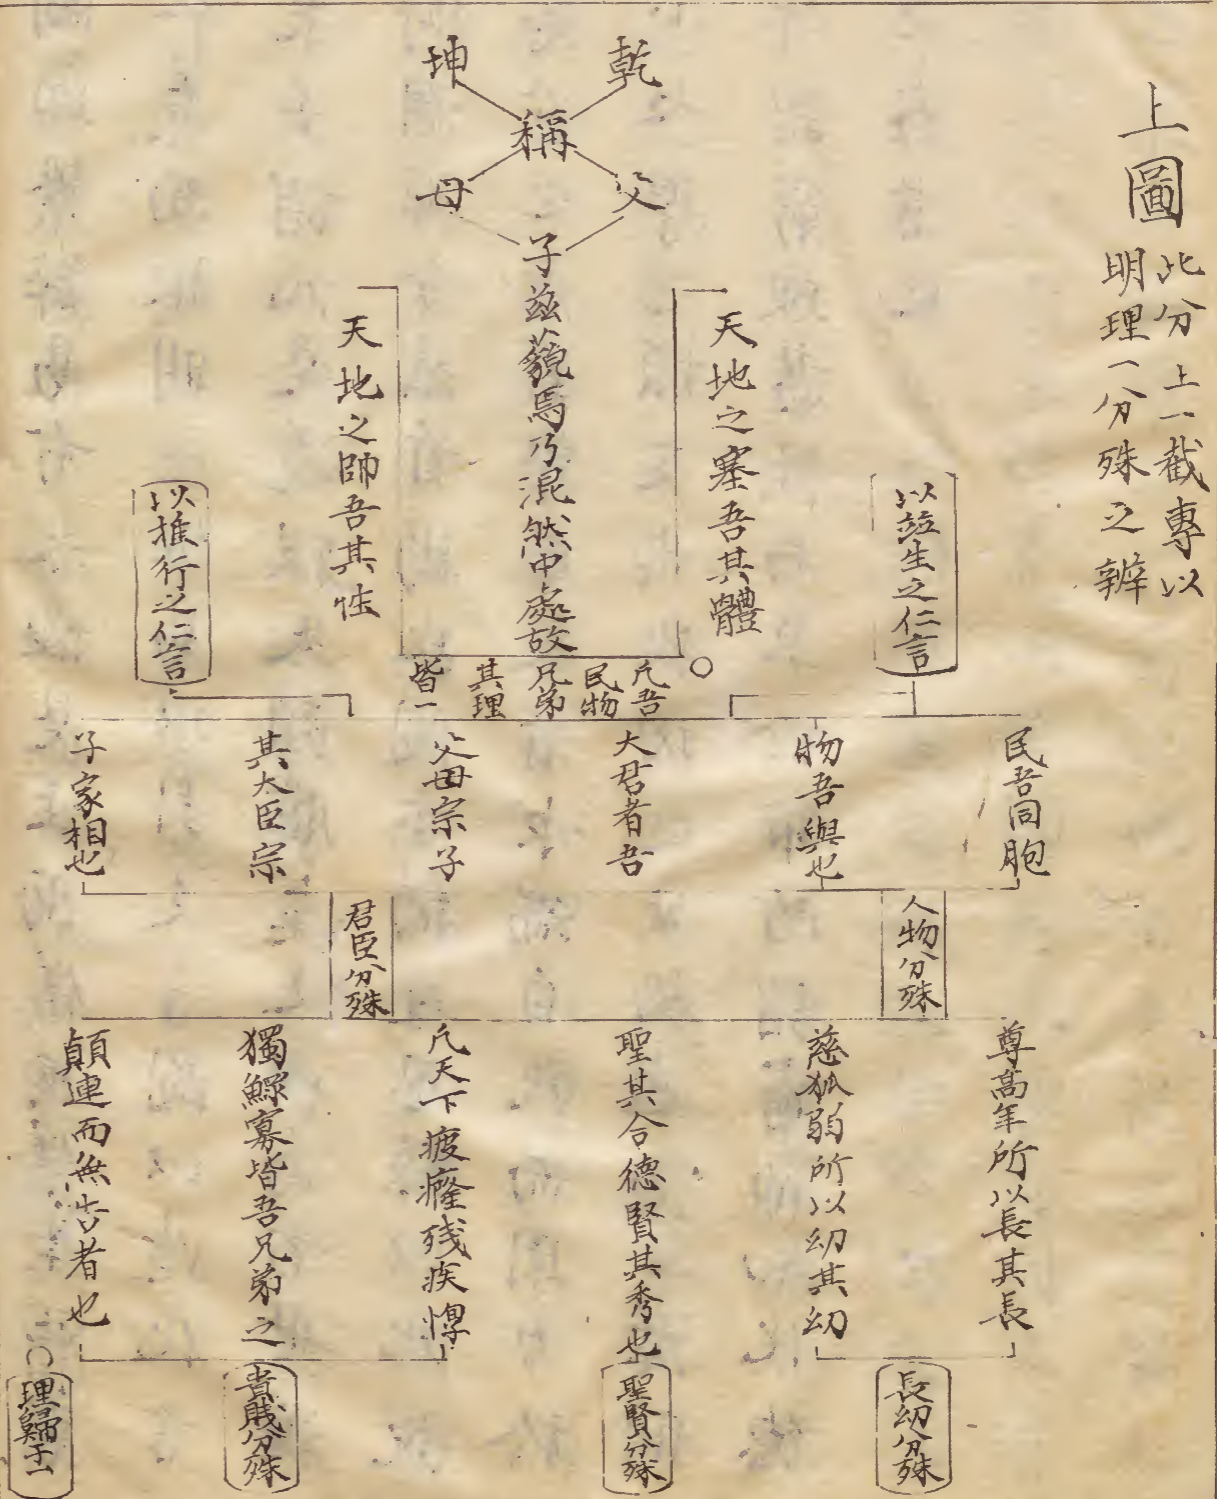 上圖
此分上一截專以
明理一分殊之辨
乾
坤
稱
父
母
子茲藐焉乃混然中處故
天地之塞吾其體
天地之帥吾其性
以竝生之仁言
以推行之仁言
凡吾
民物
兄弟
其理
皆一
民吾同胞
物吾與也
大君者吾
父母宗子
其大臣宗
子家相也
人物分殊
君臣分殊
尊高年所以長其長
慈孤弱所以幼其幼
聖其合德賢其秀也
凡天下疲癃残疾惸
獨鰥寡皆吾兄弟之
顛連而無告者也
長幼分殊
聖賢分殊
貴賤分殊
理歸于一